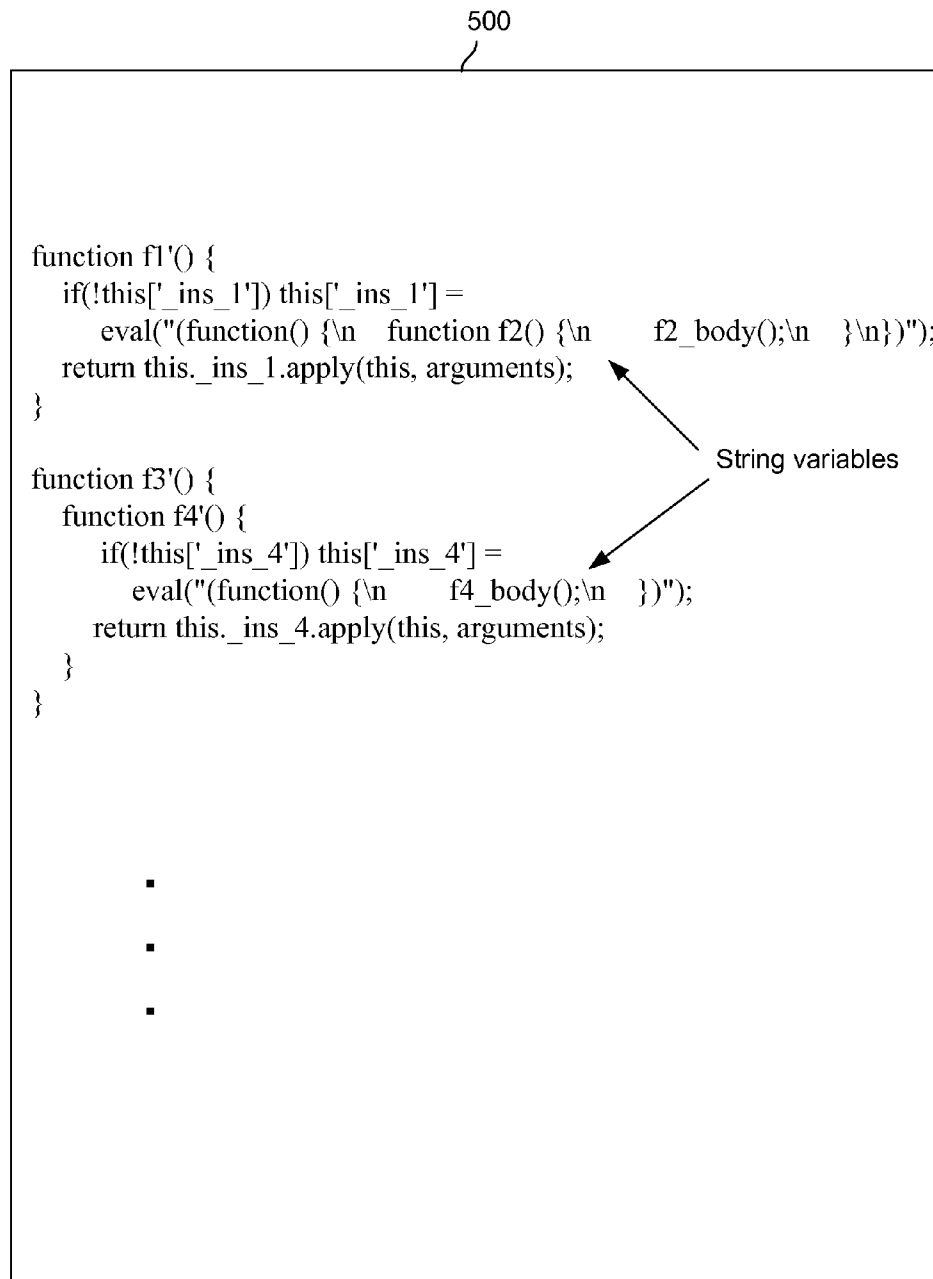 500
function f1'() {
if(!this['_ins_1']) this['_ins_1'] =
eval("(function() {\n function f2() {\n f2_body();\n }\n})");
return this._ins_1.apply(this, arguments);
}
String variables
function f3'() {
function f4'() {
if(!this['_ins_4']) this['_ins_4'] =
eval("(function() {\n f4_body();\n })");
return this._ins_4.apply(this, arguments);
}
}